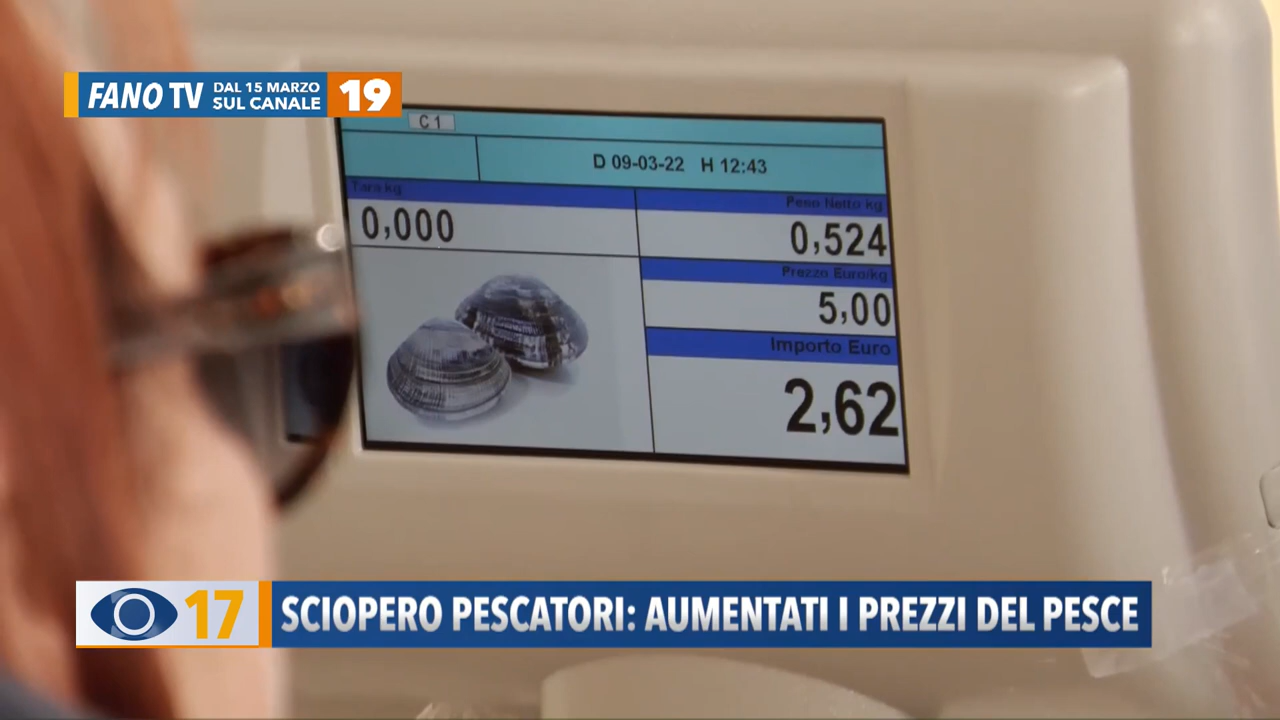 FANO TV
DAL 15 MARZO
SUL CANALE
19
C 1
D 09-03-22 H 12:43
Tara kg
0,000
Peso Netto kg
0,524
Prezzo Euro/kg
5,00
Importo Euro
2,62
17
SCIOPERO PESCATORI: AUMENTATI I PREZZI DEL PESCE